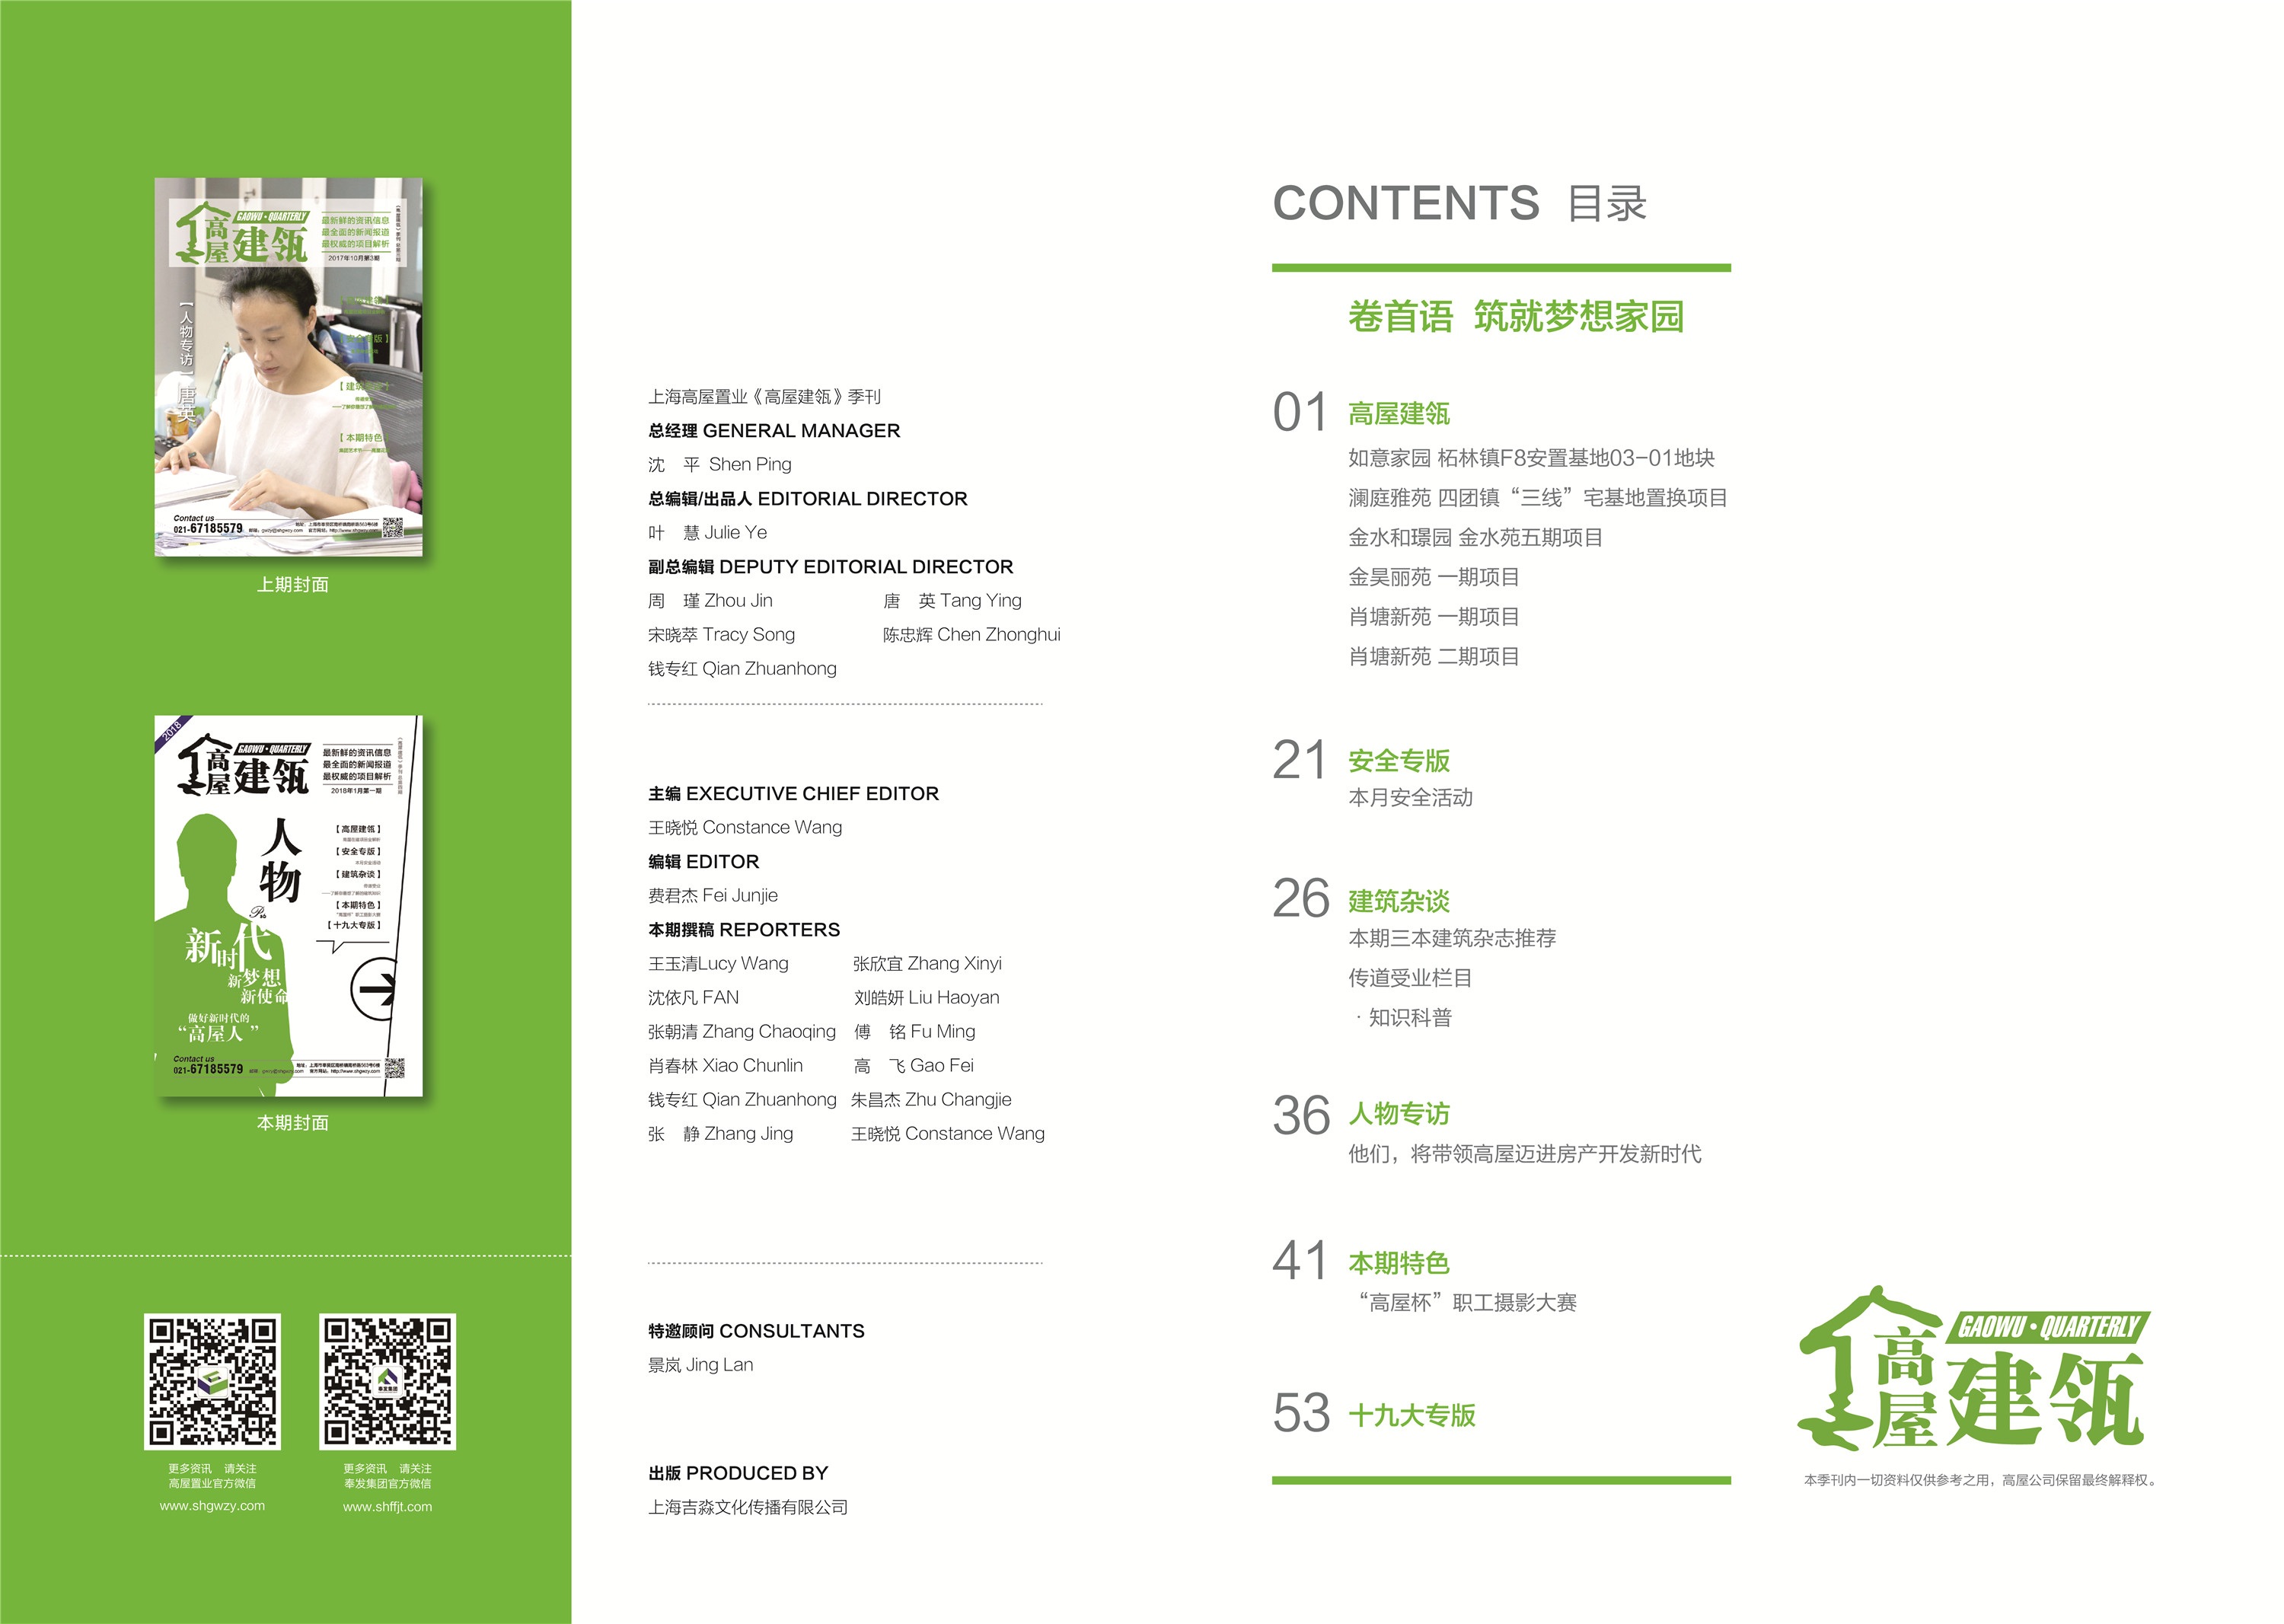 高屋建瓴
GAOWU·QUARTERLY
最新鲜的资讯信息
最全面的新闻报道
最权威的项目解析
2017年10月第3期
【人物专访】唐英
Contact us
021-67185579
上期封面
2018
高屋建瓴
GAOWU·QUARTERLY
最新鲜的资讯信息
最全面的新闻报道
最权威的项目解析
2018年1月第一期
人物
【高屋建瓴】
【安全专版】
本月安全活动
【建筑杂谈】
【本期特色】
“高屋杯”职工摄影大赛
【十九大专版】
新时代
新梦想
新使命
做好新时代的
“高屋人”
Contact us
021-67185579
本期封面
更多资讯 请关注
高屋置业官方微信
www.shgwzy.com
更多资讯 请关注
奉发集团官方微信
www.shffjt.com
上海高屋置业《高屋建瓴》季刊
总经理 GENERAL MANAGER
沈 平 Shen Ping
总编辑/出品人 EDITORIAL DIRECTOR
叶 慧 Julie Ye
副总编辑 DEPUTY EDITORIAL DIRECTOR
周 瑾 Zhou Jin 唐 英 Tang Ying
宋晓萃 Tracy Song 陈忠辉 Chen Zhonghui
钱专红 Qian Zhuanhong
主编 EXECUTIVE CHIEF EDITOR
王晓悦 Constance Wang
编辑 EDITOR
费君杰 Fei Junjie
本期撰稿 REPORTERS
王玉清Lucy Wang 张欣宜 Zhang Xinyi
沈依凡 FAN 刘皓妍 Liu Haoyan
张朝清 Zhang Chaoqing 傅 铭 Fu Ming
肖春林 Xiao Chunlin 高 飞 Gao Fei
钱专红 Qian Zhuanhong 朱昌杰 Zhu Changjie
张 静 Zhang Jing 王晓悦 Constance Wang
特邀顾问 CONSULTANTS
景岚 Jing Lan
出版 PRODUCED BY
上海吉淼文化传播有限公司
CONTENTS 目录
卷首语 筑就梦想家园
01 高屋建瓴
如意家园 柘林镇F8安置基地03-01地块
澜庭雅苑 四团镇“三线”宅基地置换项目
金水和璟园 金水苑五期项目
金昊丽苑 一期项目
肖塘新苑 一期项目
肖塘新苑 二期项目
21 安全专版
本月安全活动
26 建筑杂谈
本期三本建筑杂志推荐
传道受业栏目
·知识科普
36 人物专访
他们，将带领高屋迈进房产开发新时代
41 本期特色
“高屋杯”职工摄影大赛
53 十九大专版
高屋建瓴
GAOWU·QUARTERLY
本季刊内一切资料仅供参考之用，高屋公司保留最终解释权。